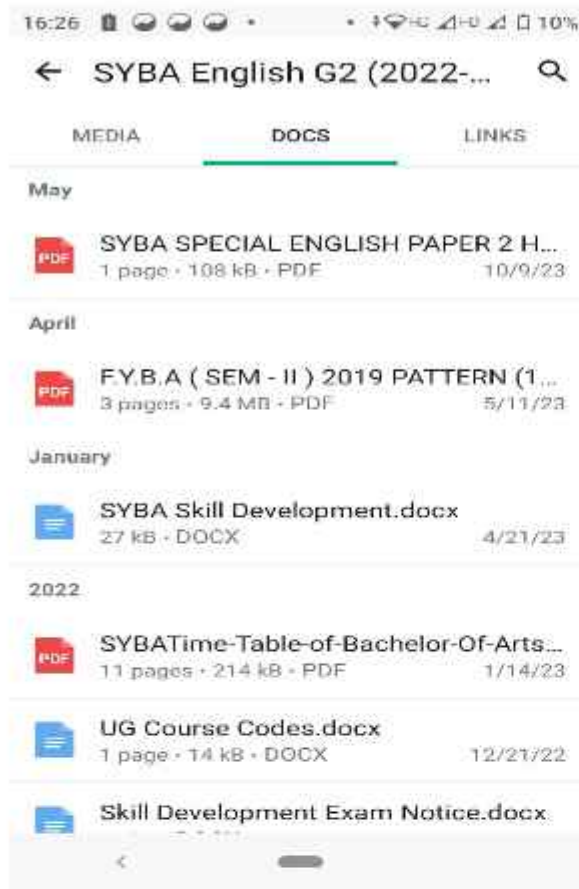 16:26 10%
SYBA English G2 (2022-...
MEDIA DOCS LINKS
May
PDF SYBA SPECIAL ENGLISH PAPER 2 H...
1 page · 108 kB · PDF 10/9/23
April
PDF F.Y.B.A ( SEM - II ) 2019 PATTERN (1...
3 pages · 9.4 MB · PDF 5/11/23
January
SYBA Skill Development.docx
27 kB · DOCX 4/21/23
2022
PDF SYBATime-Table-of-Bachelor-Of-Arts...
11 pages · 214 kB · PDF 1/14/23
UG Course Codes.docx
1 page · 14 kB · DOCX 12/21/22
Skill Development Exam Notice.docx